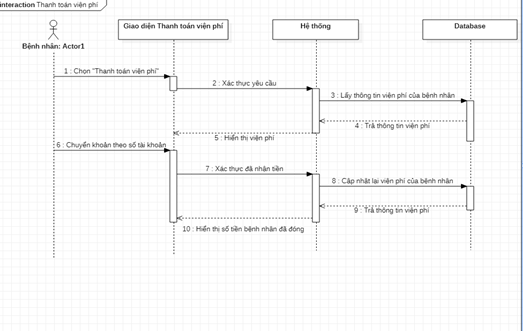 interaction Thanh toán viện phí
Giao diện Thanh toán viện phí
Hệ thống
Database
Bệnh nhân: Actor1
1 : Chọn "Thanh toán viện phí"
2 : Xác thực yêu cầu
3 : Lấy thông tin viện phí của bệnh nhân
4 : Trả thông tin viện phí
5 : Hiển thị viện phí
6 : Chuyển khoản theo số tài khoản
7 : Xác thực đã nhận tiền
8 : Cập nhật lại viện phí của bệnh nhân
9 : Trả thông tin viện phí
10 : Hiển thị số tiền bệnh nhân đã đóng